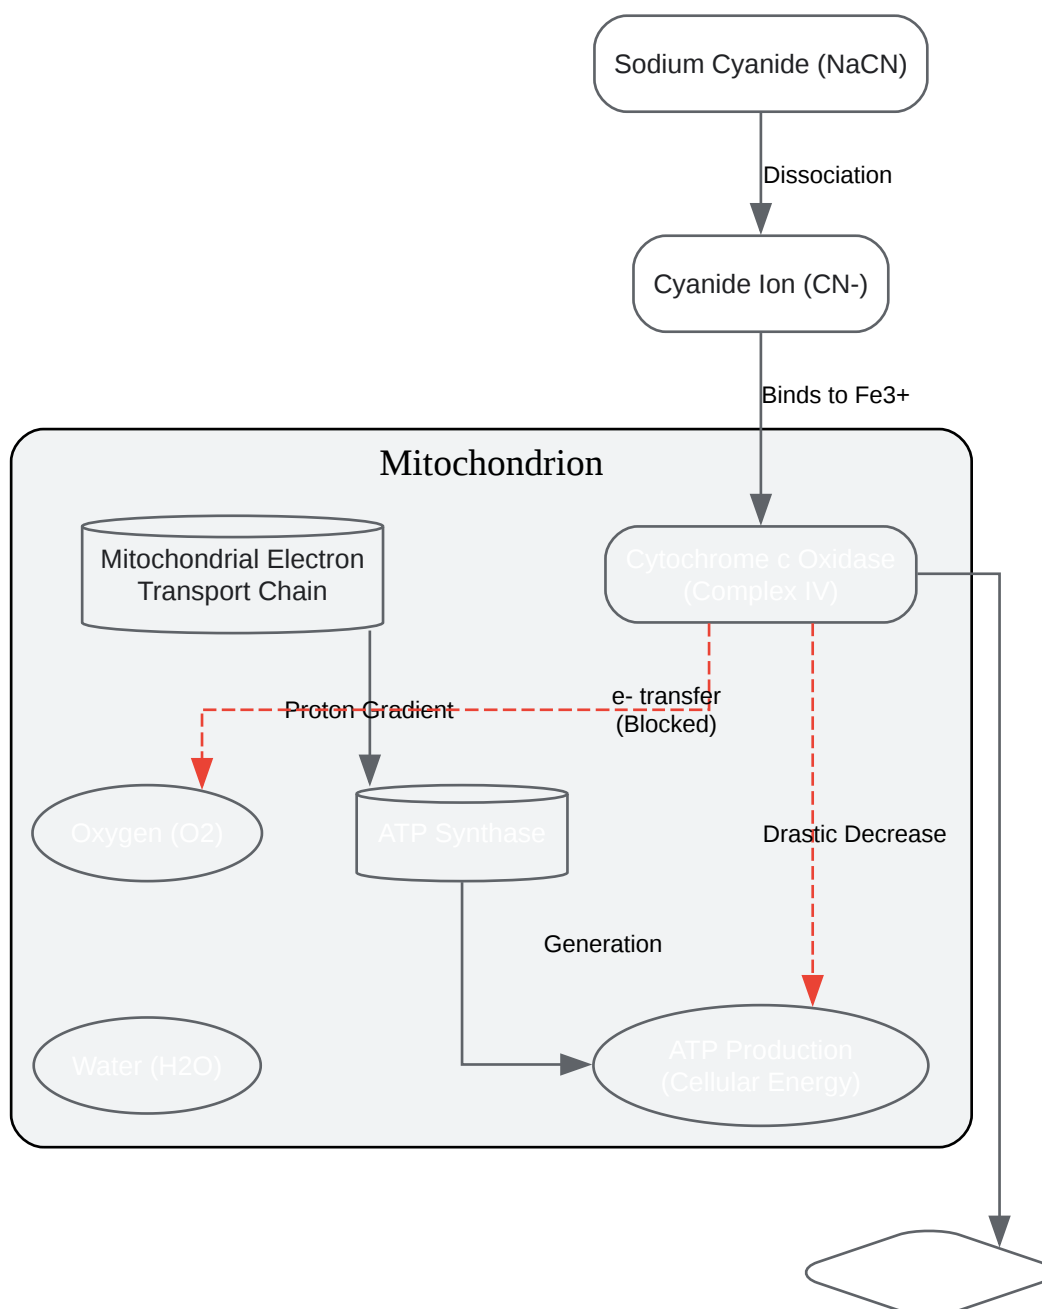 Sodium Cyanide (NaCN)
Dissociation
Cyanide Ion (CN-)
Binds to Fe3+
Mitochondrion
Mitochondrial Electron
Transport Chain
Cytochrome c Oxidase
(Complex IV)
Proton Gradient
e- transfer
(Blocked)
Oxygen (O2)
ATP Synthase
Drastic Decrease
Generation
Water (H2O)
ATP Production
(Cellular Energy)